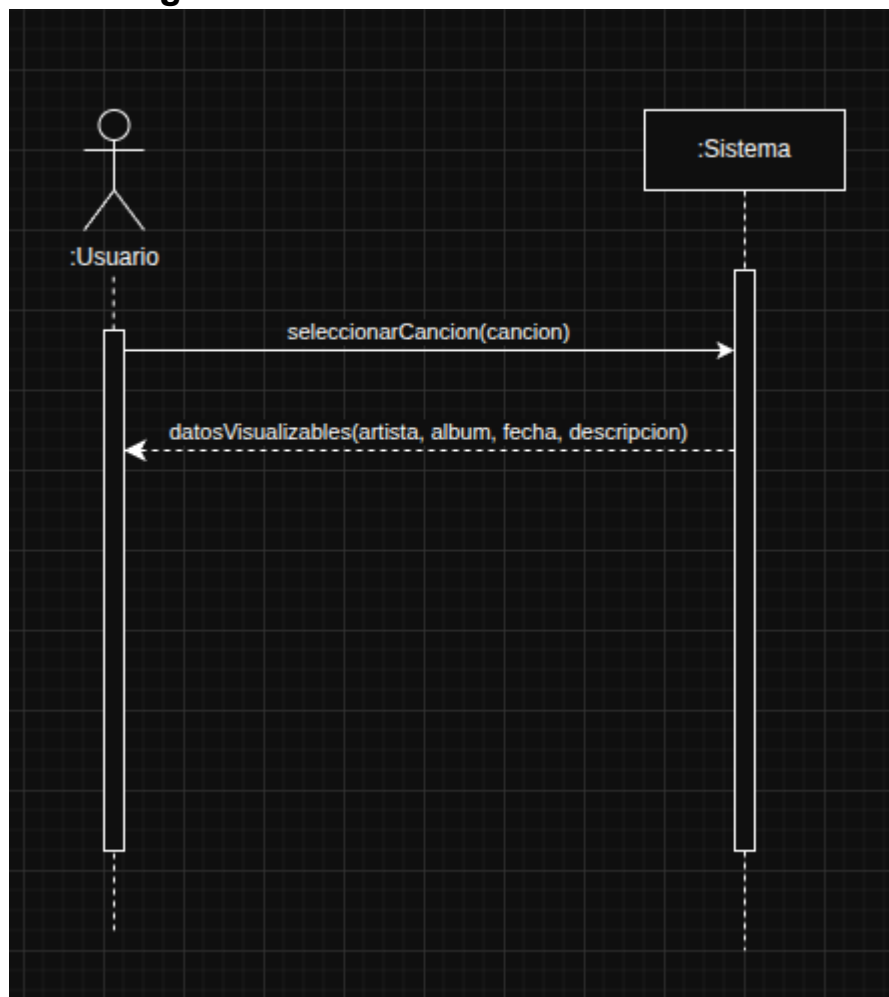 :Sistema
:Usuario
seleccionarCancion(cancion)
datosVisualizables(artista, album, fecha, descripcion)